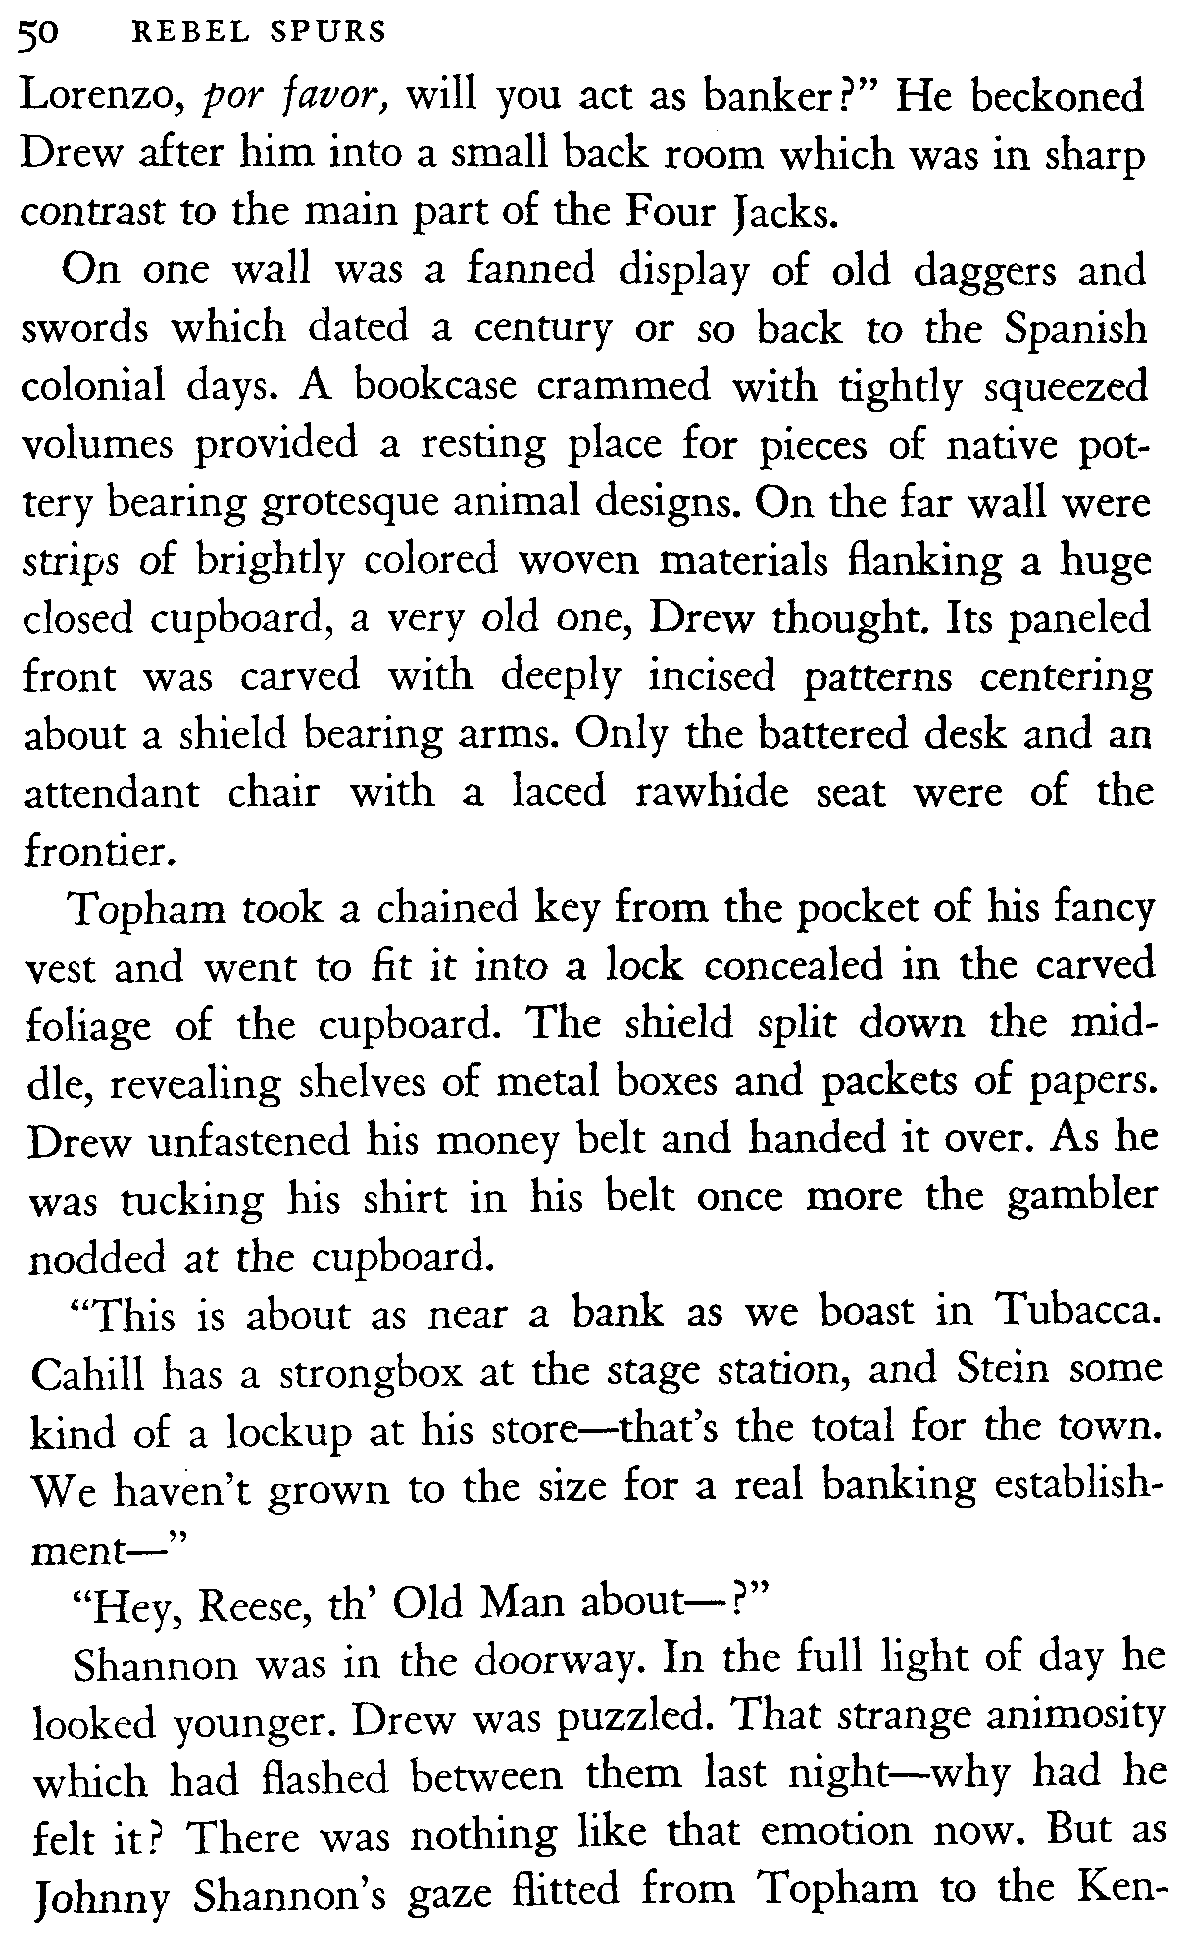 50 REBEL SPURS
Lorenzo, por favor, will you act as banker?” He beckoned
Drew after him into a small back room which was in sharp
contrast to the main part of the Four Jacks.
On one wall was a fanned display of old daggers and
swords which dated a century or so back to the Spanish
colonial days. A bookcase crammed with tightly squeezed
volumes provided a resting place for pieces of native pot-
tery bearing grotesque animal designs. On the far wall were
strips of brightly colored woven materials flanking a huge
closed cupboard, a very old one, Drew thought. Its paneled
front was carved with deeply incised patterns centering
about a shield bearing arms. Only the battered desk and an
attendant chair with a laced rawhide seat were of the
frontier.
Topham took a chained key from the pocket of his fancy
vest and went to fit it into a lock concealed in the carved
foliage of the cupboard. The shield split down the mid-
dle, revealing shelves of metal boxes and packets of papers.
Drew unfastened his money belt and handed it over. As he
was tucking his shirt in his belt once more the gambler
nodded at the cupboard.
“This is about as near a bank as we boast in Tubacca.
Cahill has a strongbox at the stage station, and Stein some
kind of a lockup at his store—that’s the total for the town.
We haven’t grown to the size for a real banking establish-
ment—”
“Hey, Reese, th’ Old Man about—?”
Shannon was in the doorway. In the full light of day he
looked younger. Drew was puzzled. That strange animosity
which had flashed between them last night—why had he
felt it? There was nothing like that emotion now. But as
Johnny Shannon’s gaze flitted from Topham to the Ken-